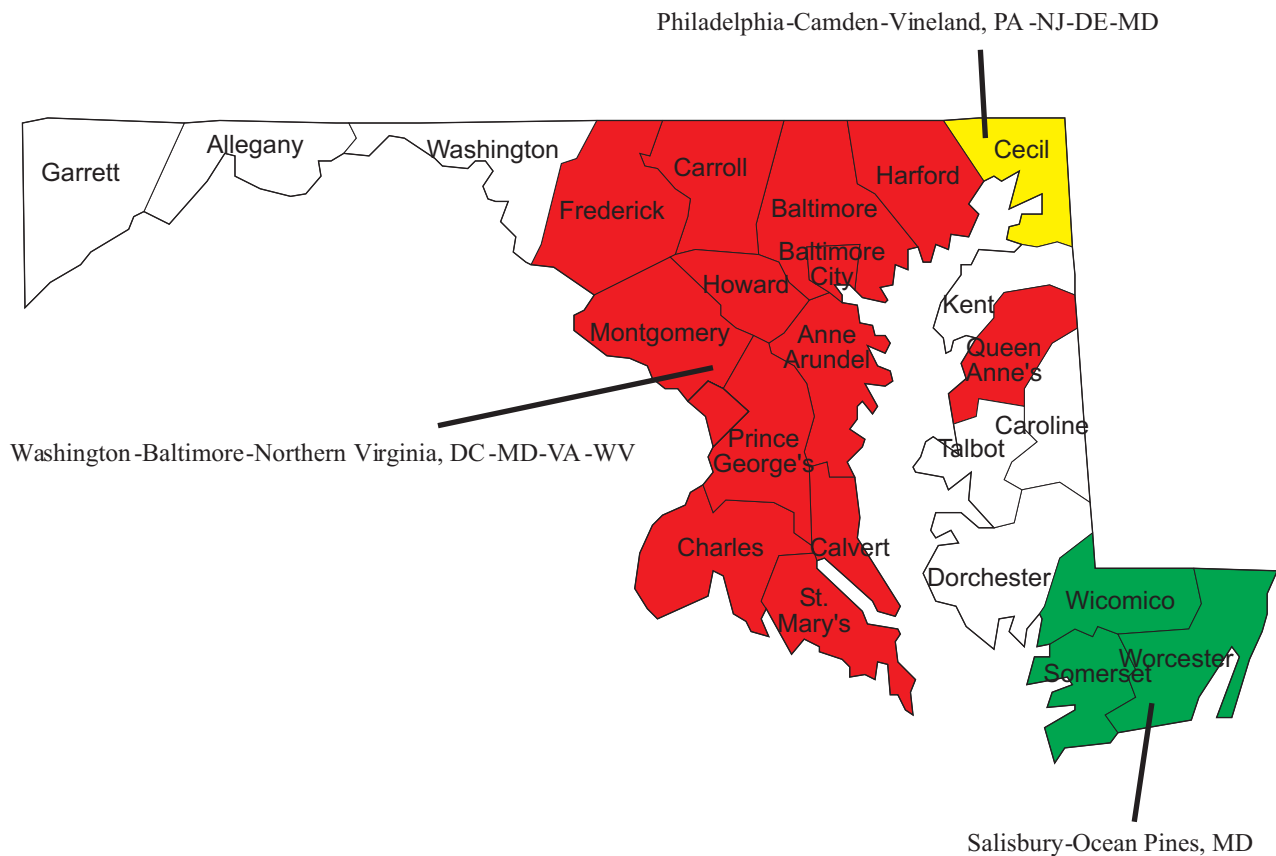 Philadelphia-Camden-Vineland, PA-NJ-DE-MD
Garrett
Allegany
Washington
Frederick
Carroll
Baltimore
Harford
Cecil
Baltimore
City
Howard
Montgomery
Anne
Arundel
Kent
Queen
Anne's
Caroline
Talbot
Washington-Baltimore-Northern Virginia, DC-MD-VA-WV
Prince
George's
Charles
Calvert
St.
Mary's
Dorchester
Wicomico
Somerset
Worcester
Salisbury-Ocean Pines, MD